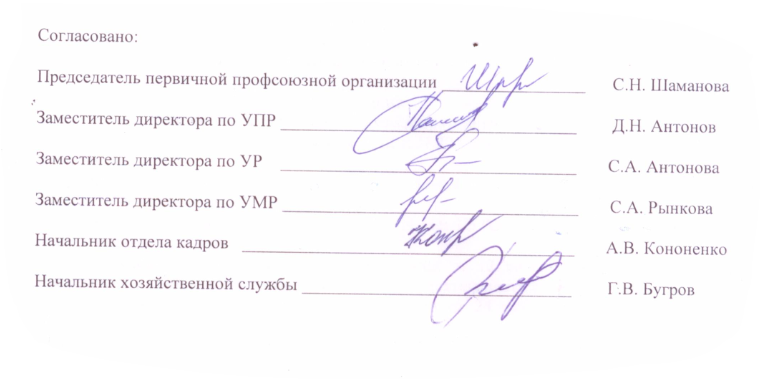 Согласовано:
Председатель первичной профсоюзной организации С.Н. Шаманова
Заместитель директора по УПР Д.Н. Антонов
Заместитель директора по УР С.А. Антонова
Заместитель директора по УМР С.А. Рынкова
Начальник отдела кадров А.В. Кононенко
Начальник хозяйственной службы Г.В. Бугров